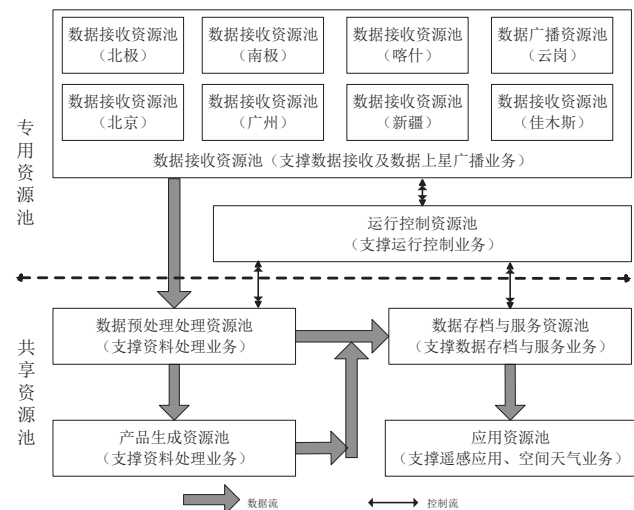 数据接收资源池
（北极）
数据接收资源池
（南极）
数据接收资源池
（喀什）
数据广播资源池
（云岗）
数据接收资源池
（北京）
数据接收资源池
（广州）
数据接收资源池
（新疆）
数据接收资源池
（佳木斯）
数据接收资源池（支撑数据接收及数据上星广播业务）
专用资源池
运行控制资源池
（支撑运行控制业务）
共享资源池
数据预处理处理资源池
（支撑资料处理业务）
数据存档与服务资源池
（支撑数据存档与服务业务）
产品生成资源池
（支撑资料处理业务）
应用资源池
（支撑遥感应用、空间天气业务）
数据流
控制流